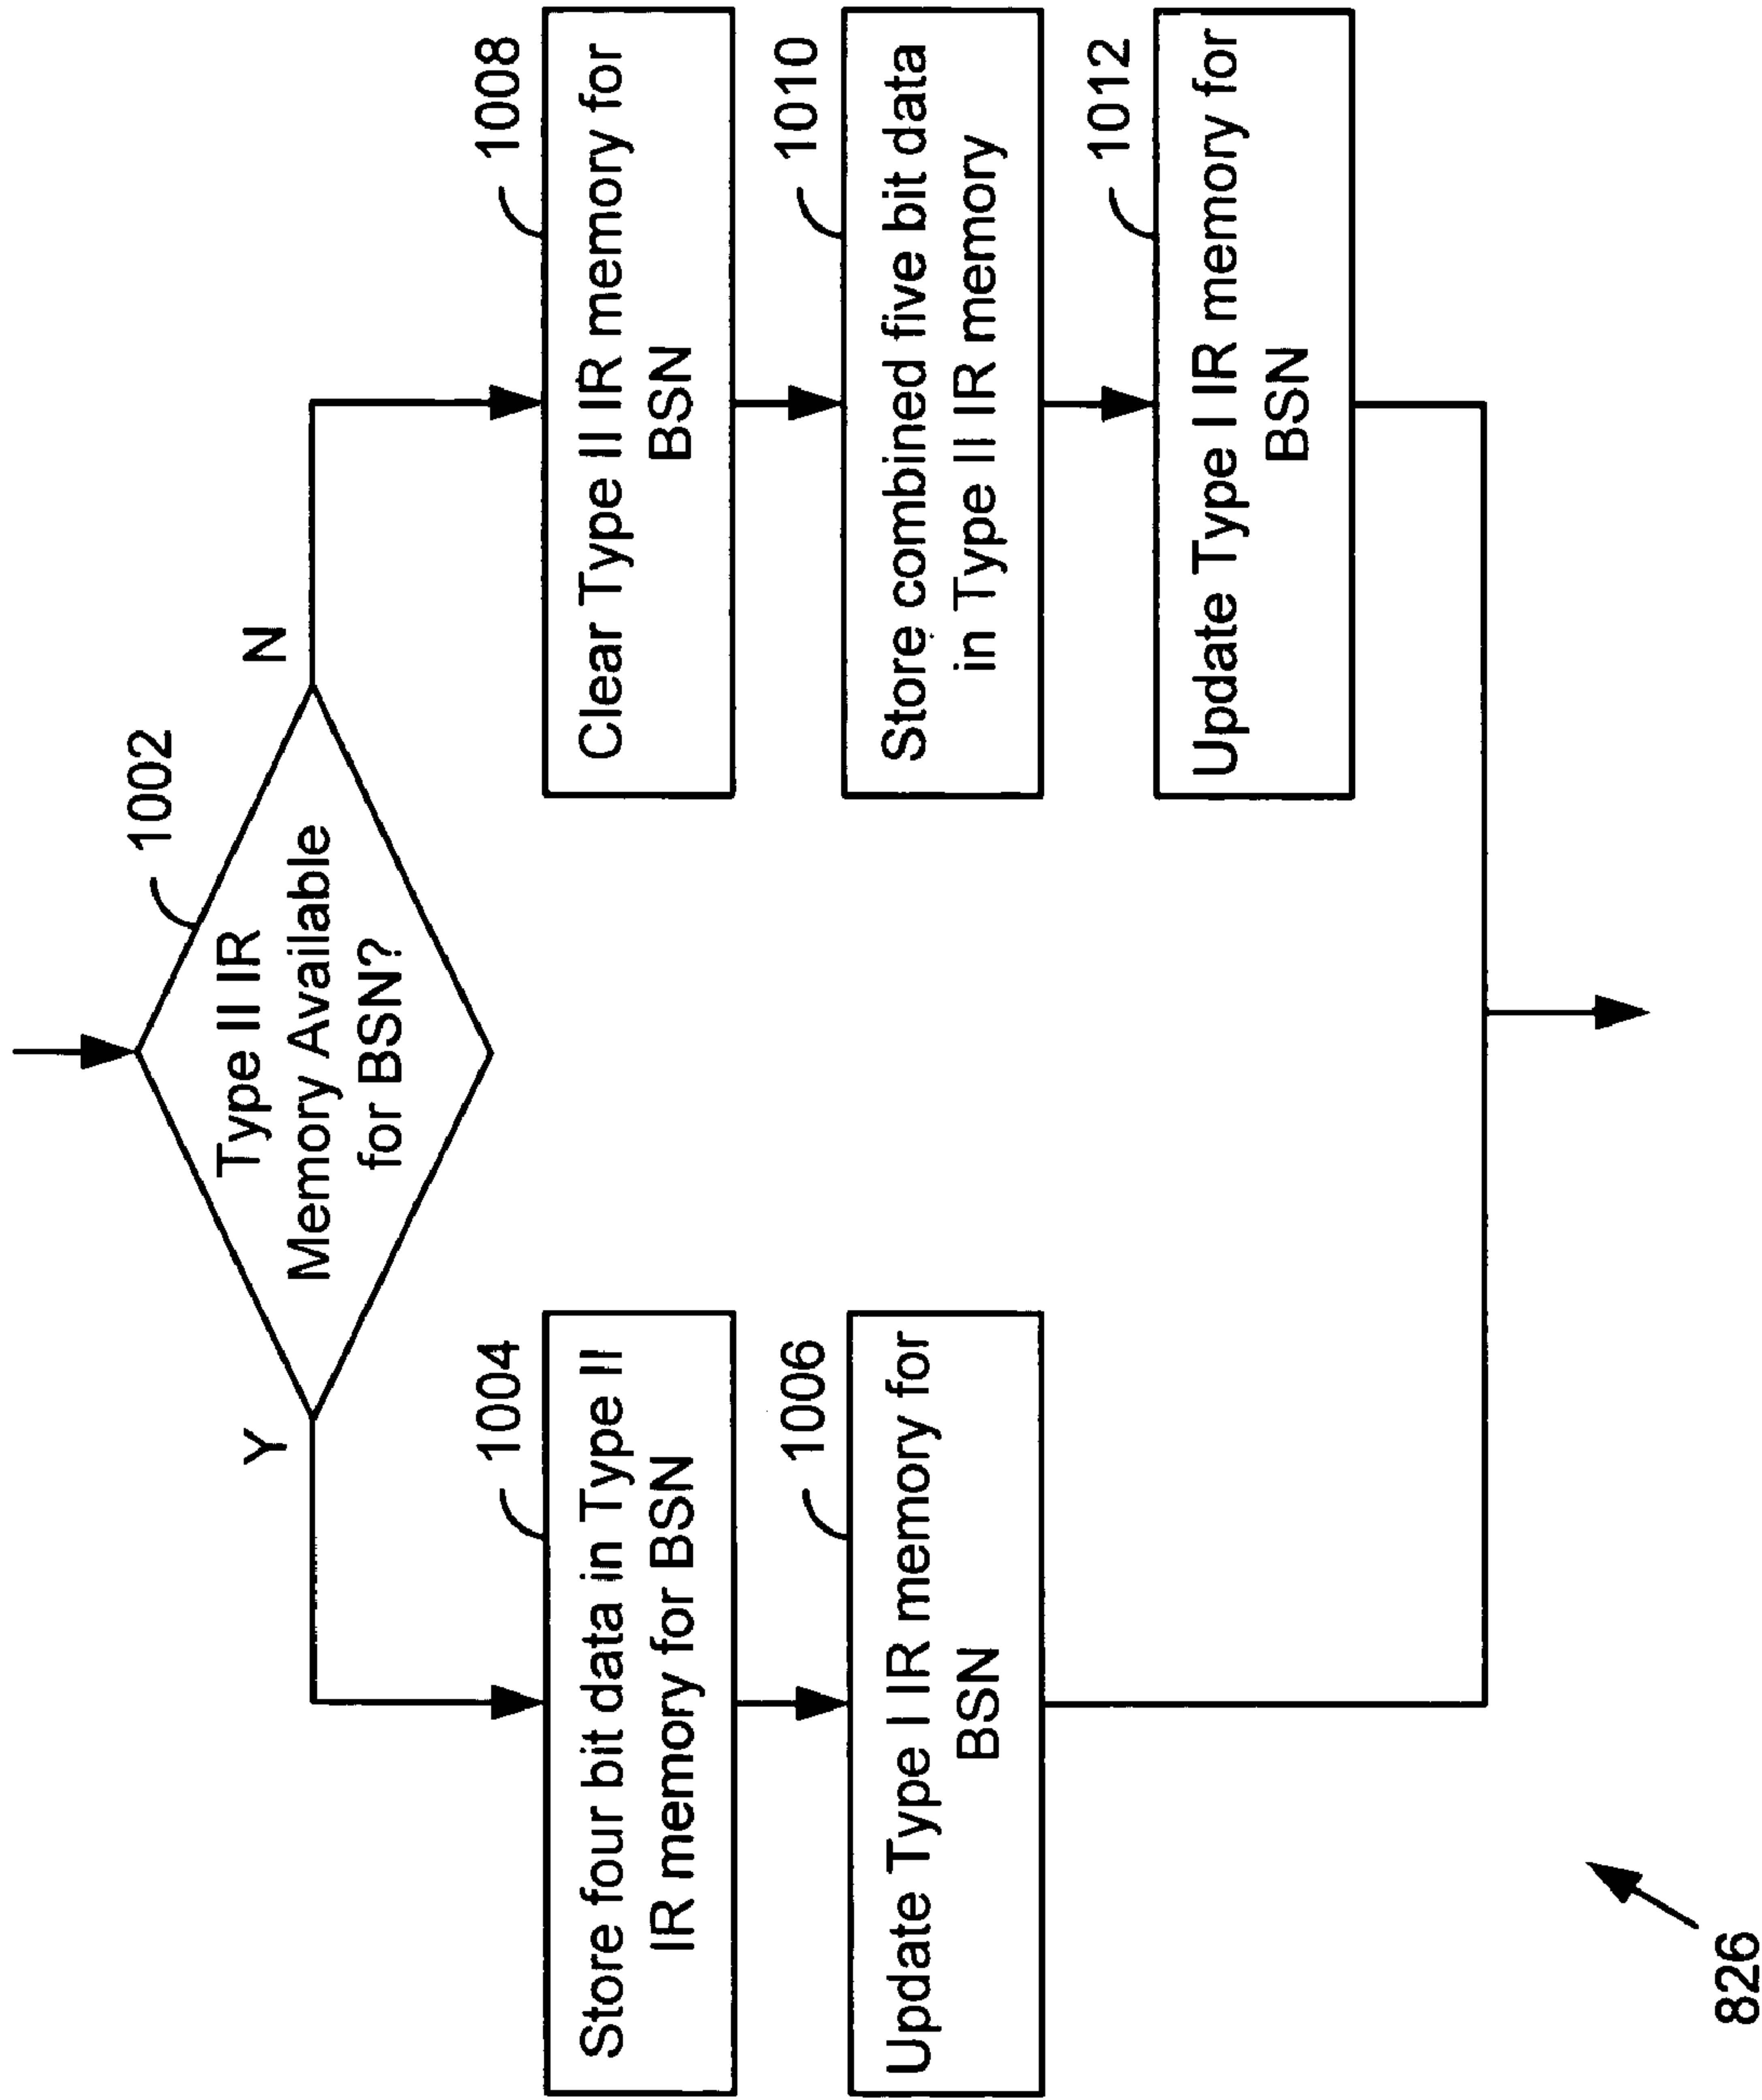 1002
Type II IR
Memory Available
for BSN?
Y
N
1004
Store four bit data in Type II
IR memory for BSN
1006
Update Type I IR memory for
BSN
1008
Clear Type II IR memory for
BSN
1010
Store combined five bit data
in Type II IR memory
1012
Update Type I IR memory for
BSN
826